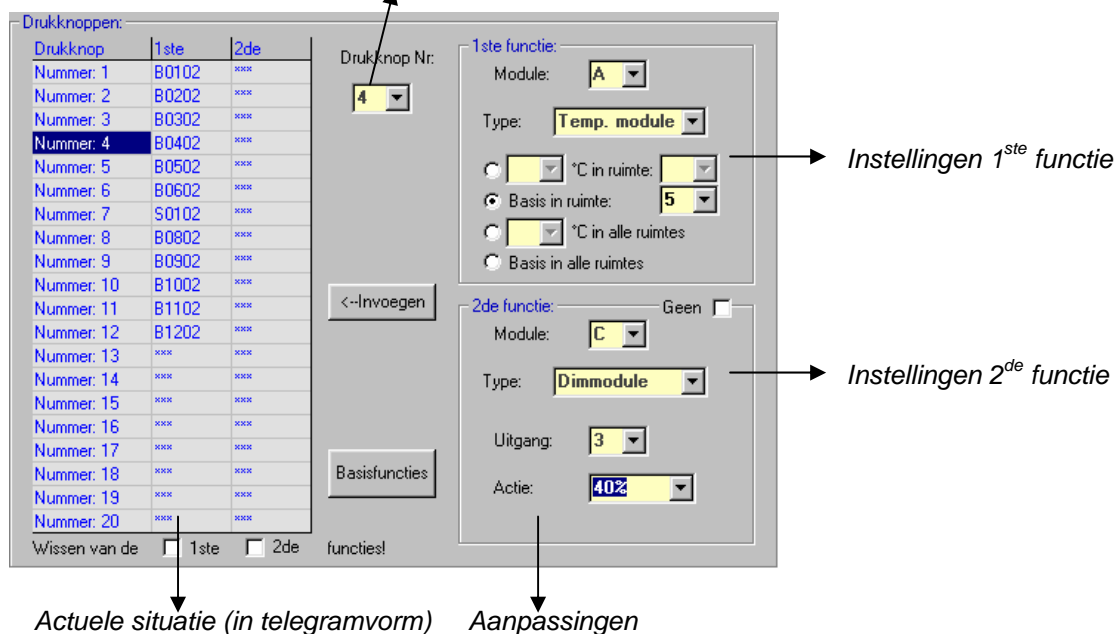 Drukknoppen:
Drukknop 1ste 2de
Nummer: 1 B0102 ***
Nummer: 2 B0202 ***
Nummer: 3 B0302 ***
Nummer: 4 B0402 ***
Nummer: 5 B0502 ***
Nummer: 6 B0602 ***
Nummer: 7 S0102 ***
Nummer: 8 B0802 ***
Nummer: 9 B0902 ***
Nummer: 10 B1002 ***
Nummer: 11 B1102 ***
Nummer: 12 B1202 ***
Nummer: 13 *** ***
Nummer: 14 *** ***
Nummer: 15 *** ***
Nummer: 16 *** ***
Nummer: 17 *** ***
Nummer: 18 *** ***
Nummer: 19 *** ***
Nummer: 20 *** ***
Wissen van de 1ste 2de functies!
Drukknop Nr:
4
<--Invoegen
Basisfuncties
1ste functie:
Module: A
Type: Temp. module
°C in ruimte:
Basis in ruimte: 5
°C in alle ruimtes
Basis in alle ruimtes
2de functie: Geen
Module: C
Type: Dimmodule
Uitgang: 3
Actie: 40%
Instellingen 1ste functie
Instellingen 2de functie
Actuele situatie (in telegramvorm)
Aanpassingen